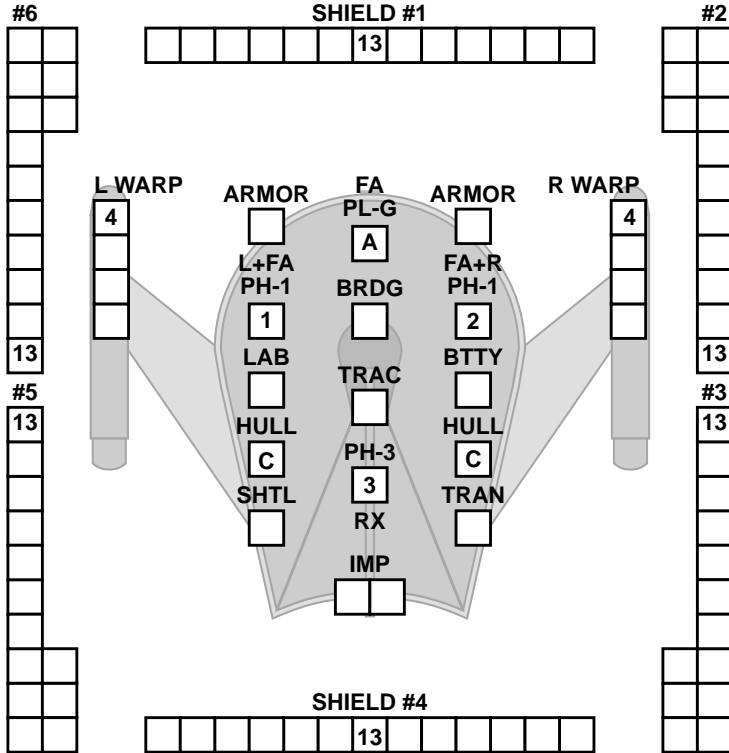 #6 SHIELD #1 #2
13
L WARP FA R WARP
ARMOR PL-G ARMOR
4 A 4
L+FA FA+R
PH-1 BRDG PH-1
1 2
13 LAB BTTY 13
#5 TRAC #3
13 HULL HULL 13
C PH-3 C
SHTL 3 TRAN
RX
IMP
SHIELD #4
13